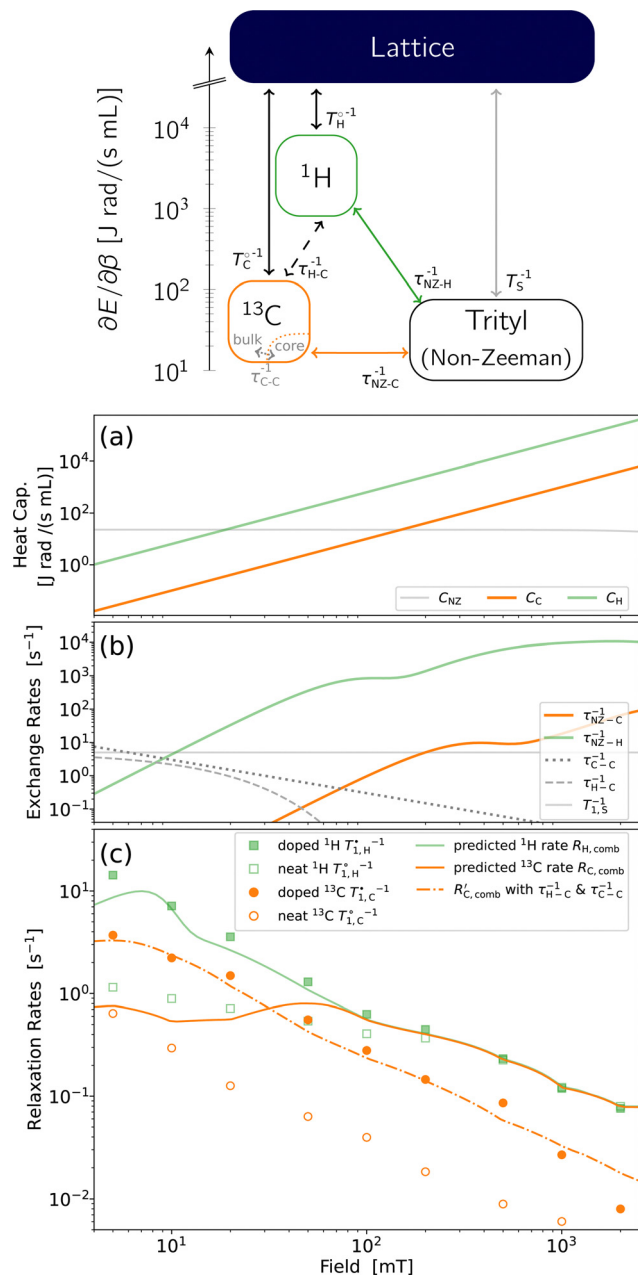 Lattice
∂E/∂β [J rad/(s mL)]
10⁴
10³
10²
10¹
T_H^∘-1
¹H
T_C^∘-1
τ_H-C^-1
τ_NZ-H^-1
T_S^-1
¹³C
bulk
core
τ_C-C^-1
τ_NZ-C^-1
Trityl
(Non-Zeeman)
(a)
Heat Cap.
[J rad /(s mL)]
10⁴
10²
10⁰
C_NZ
C_C
C_H
(b)
Exchange Rates [s⁻¹]
10⁴
10³
10²
10¹
10⁰
10⁻¹
τ_NZ−C^−1
τ_NZ−H^−1
τ_C−C^−1
τ_H−C^−1
T_1,S^−1
(c)
Relaxation Rates [s⁻¹]
10¹
10⁰
10⁻¹
10⁻²
doped ¹H T_1,H^•−1
neat ¹H T_1,H^∘−1
doped ¹³C T_1,C^•−1
neat ¹³C T_1,C^∘−1
predicted ¹H rate R_H,comb
predicted ¹³C rate R_C,comb
R′_C,comb with τ_H−C^−1 & τ_C−C^−1
10¹
10²
10³
Field [mT]